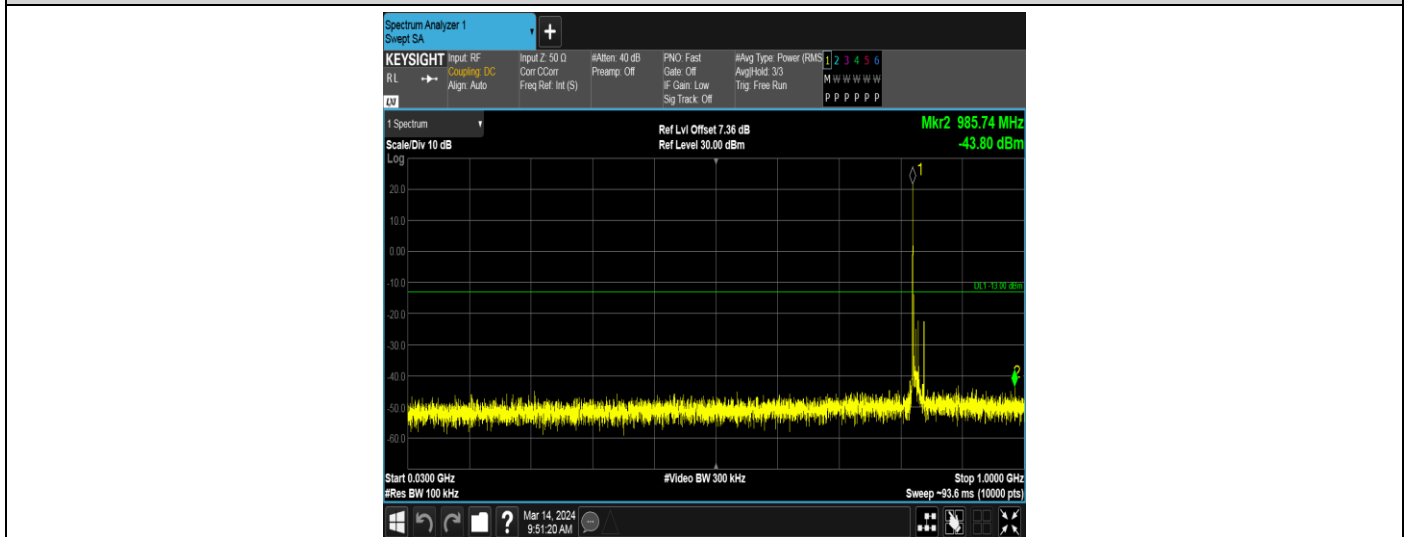 Spectrum Analyzer 1
Swept SA
+
KEYSIGHT
RL
Input: RF
Coupling: DC
Align: Auto
Input Z: 50 Ω
Corr CCorr
Freq Ref: Int (S)
#Atten: 40 dB
Preamp: Off
PNO: Fast
Gate: Off
IF Gain: Low
Sig Track: Off
#Avg Type: Power (RMS
Avg|Hold: 3/3
Trig: Free Run
1 2 3 4 5 6
M W W W W W
P P P P P P
1 Spectrum
Scale/Div 10 dB
Ref Lvl Offset 7.36 dB
Ref Level 30.00 dBm
Mkr2 985.74 MHz
-43.80 dBm
Log
1
20.0
10.0
0.00
-10.0
DL1 -13.00 dBm
-20.0
-30.0
-40.0
2
-50.0
-60.0
Start 0.0300 GHz
#Video BW 300 kHz
Stop 1.0000 GHz
#Res BW 100 kHz
Sweep ~93.6 ms (10000 pts)
?
Mar 14, 2024
9:51:20 AM